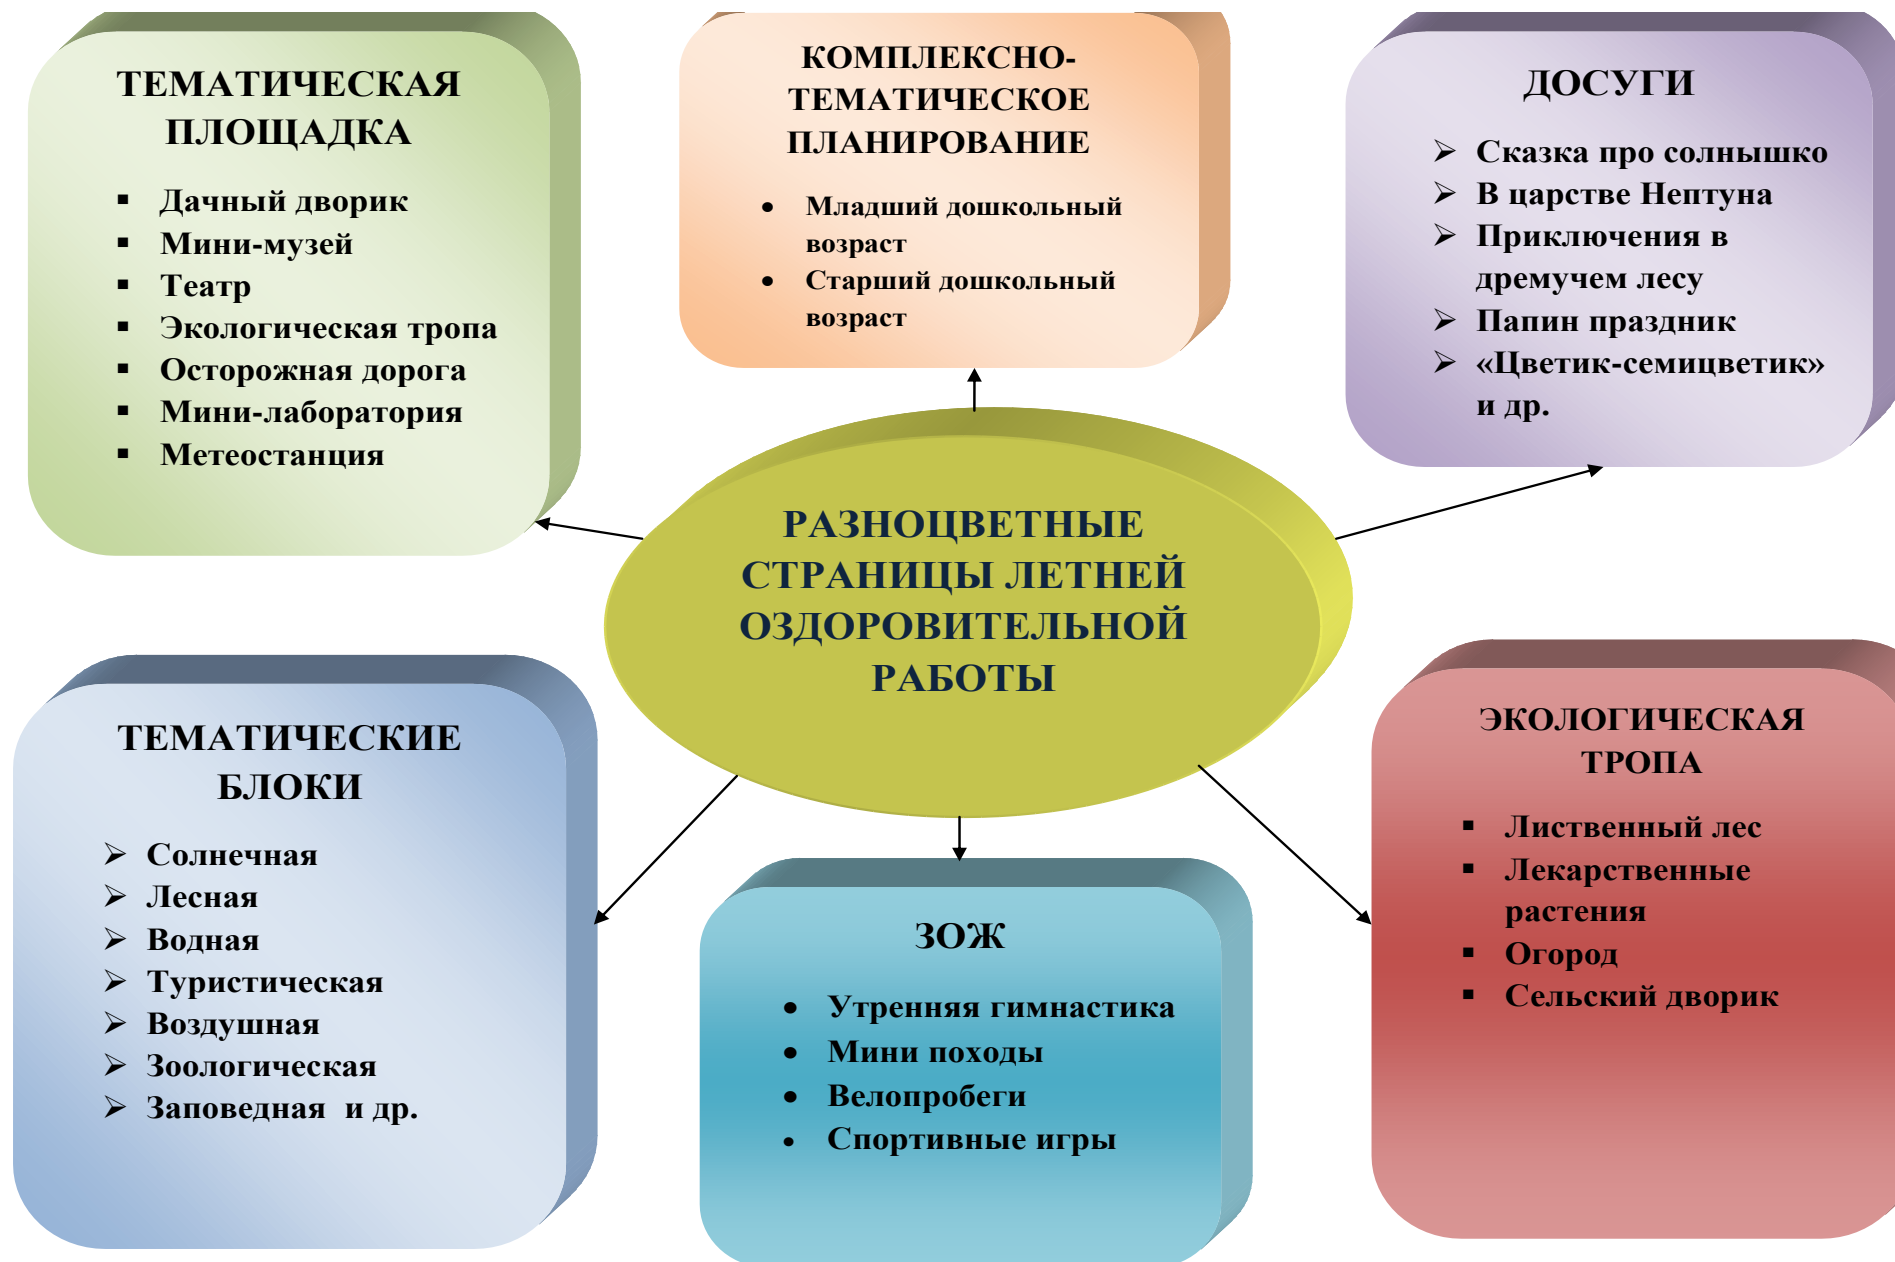 ТЕМАТИЧЕСКАЯ
ПЛОЩАДКА
Дачный дворик
Мини-музей
Театр
Экологическая тропа
Осторожная дорога
Мини-лаборатория
Метеостанция
КОМПЛЕКСНО-
ТЕМАТИЧЕСКОЕ
ПЛАНИРОВАНИЕ
Младший дошкольный
возраст
Старший дошкольный
возраст
ДОСУГИ
Сказка про солнышко
В царстве Нептуна
Приключения в
дремучем лесу
Папин праздник
«Цветик-семицветик»
и др.
РАЗНОЦВЕТНЫЕ
СТРАНИЦЫ ЛЕТНЕЙ
ОЗДОРОВИТЕЛЬНОЙ
РАБОТЫ
ТЕМАТИЧЕСКИЕ
БЛОКИ
Солнечная
Лесная
Водная
Туристическая
Воздушная
Зоологическая
Заповедная и др.
ЗОЖ
Утренняя гимнастика
Мини походы
Велопробеги
Спортивные игры
ЭКОЛОГИЧЕСКАЯ
ТРОПА
Лиственный лес
Лекарственные
растения
Огород
Сельский дворик